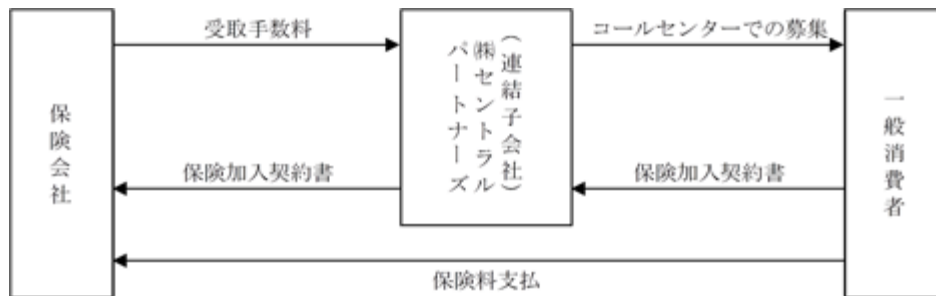 受取手数料
コールセンターでの募集
保険会社
(連結子会社)
㈱セントラル
パートナーズ
一般消費者
保険加入契約書
保険加入契約書
保険料支払